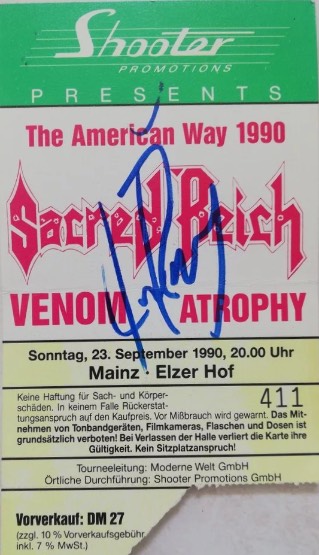 Shooter
PROMOTIONS
PRESENTS
The American Way 1990
Sacred Reich
VENOM ATROPHY
Sonntag, 23. September 1990, 20.00 Uhr
Mainz · Elzer Hof
Keine Haftung für Sach- und Körper-
schäden. In keinem Falle Rückerstat-
tungsanspruch auf den Kaufpreis. Vor Mißbrauch wird gewarnt. Das Mit-
nehmen von Tonbandgeräten, Filmkameras, Flaschen und Dosen ist
grundsätzlich verboten! Bei Verlassen der Halle verliert die Karte ihre
Gültigkeit. Kein Sitzplatzanspruch!
411
Tourneeleitung: Moderne Welt GmbH
Örtliche Durchführung: Shooter Promotions GmbH
Vorverkauf: DM 27
(zzgl. 10 % Vorverkaufsgebühr
inkl. 7 % MwSt.)